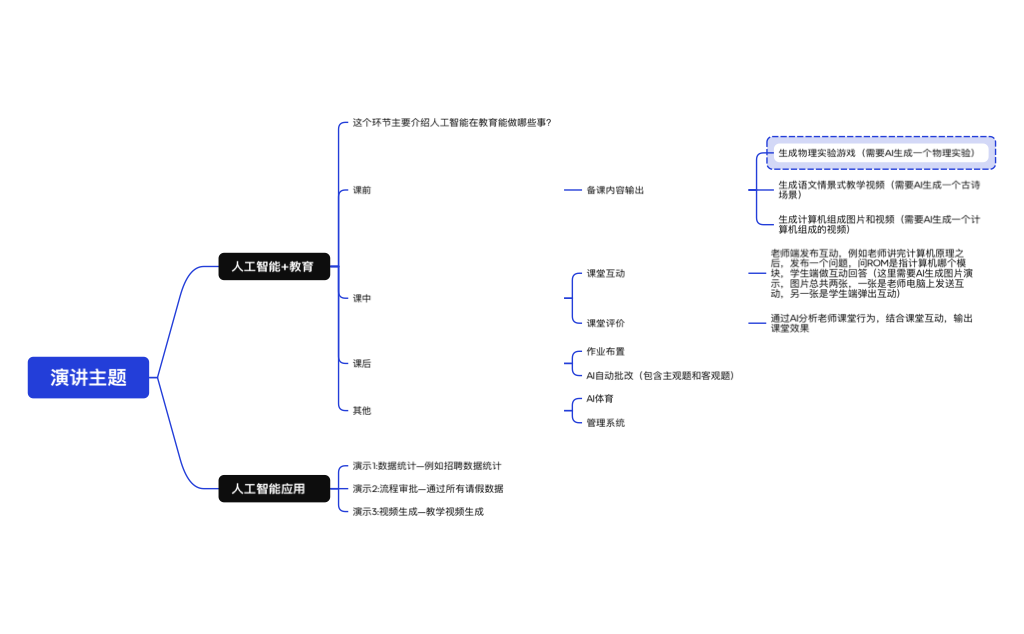 演讲主题
人工智能+教育
这个环节主要介绍人工智能在教育能做哪些事?
课前
备课内容输出
生成物理实验游戏（需要AI生成一个物理实验）
生成语文情景式教学视频（需要AI生成一个古诗
场景）
生成计算机组成图片和视频（需要AI生成一个计
算机组成的视频）
课中
课堂互动
老师端发布互动，例如老师讲完计算机原理之
后，发布一个问题，问ROM是指计算机哪个模
块，学生端做互动回答（这里需要AI生成图片演
示，图片总共两张，一张是老师电脑上发送互
动，另一张是学生端弹出互动）
课堂评价
通过AI分析老师课堂行为，结合课堂互动，输出
课堂效果
课后
作业布置
AI自动批改（包含主观题和客观题）
其他
AI体育
管理系统
人工智能应用
演示1:数据统计—例如招聘数据统计
演示2:流程审批—通过所有请假数据
演示3:视频生成—教学视频生成